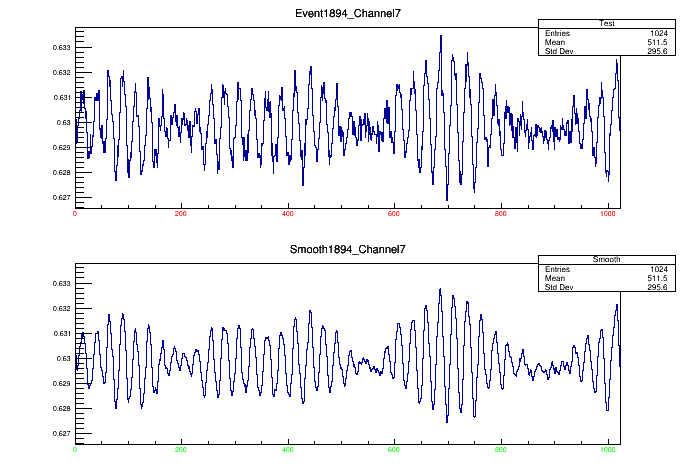 Event1894_Channel7
Test
Entries 1024
Mean 511.5
Std Dev 295.6
0.633
0.632
0.631
0.63
0.629
0.628
0.627
0 200 400 600 800 1000
Smooth1894_Channel7
Smooth
Entries 1024
Mean 511.5
Std Dev 295.6
0.633
0.632
0.631
0.63
0.629
0.628
0.627
0 200 400 600 800 1000